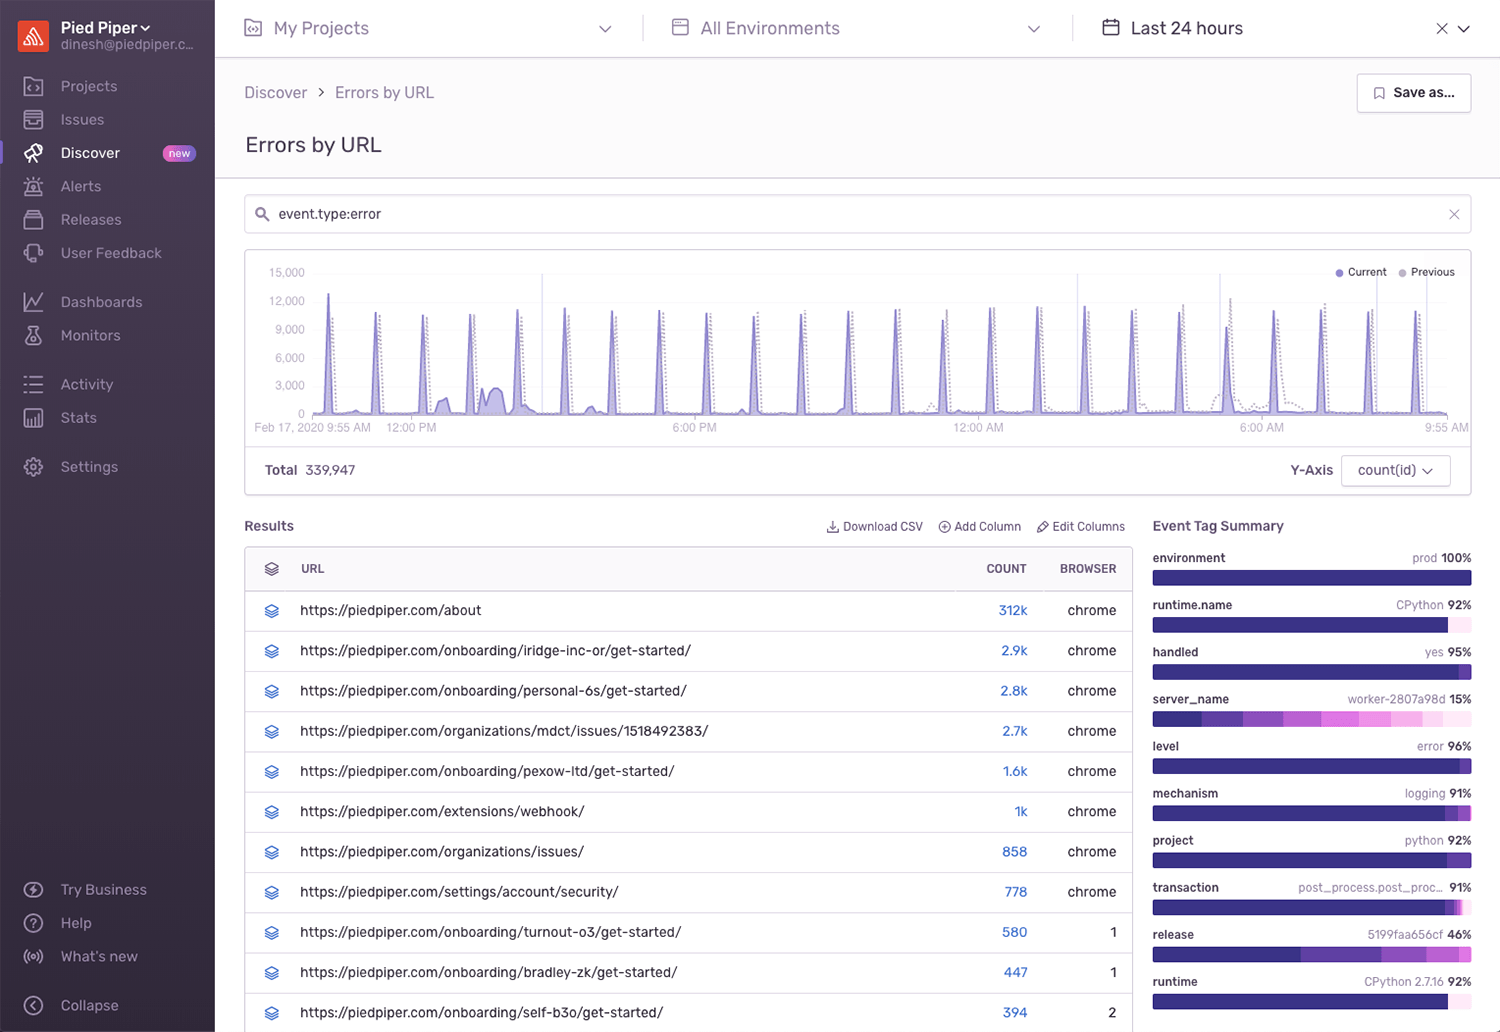 Pied Piper
dinesh@piedpiper.c...
Projects
Issues
Discover new
Alerts
Releases
User Feedback
Dashboards
Monitors
Activity
Stats
Settings
Try Business
Help
What's new
Collapse
My Projects All Environments Last 24 hours
Discover > Errors by URL
Save as...
Errors by URL
event.type:error
Current Previous
15,000
12,000
9,000
6,000
3,000
0
Feb 17, 2020 9:55 AM 12:00 PM 6:00 PM 12:00 AM 6:00 AM 9:55 AM
Total 339,947 Y-Axis count(id)
Results Download CSV Add Column Edit Columns
URL COUNT BROWSER
https://piedpiper.com/about 312k chrome
https://piedpiper.com/onboarding/iridge-inc-or/get-started/ 2.9k chrome
https://piedpiper.com/onboarding/personal-6s/get-started/ 2.8k chrome
https://piedpiper.com/organizations/mdct/issues/1518492383/ 2.7k chrome
https://piedpiper.com/onboarding/pexow-ltd/get-started/ 1.6k chrome
https://piedpiper.com/extensions/webhook/ 1k chrome
https://piedpiper.com/organizations/issues/ 858 chrome
https://piedpiper.com/settings/account/security/ 778 chrome
https://piedpiper.com/onboarding/turnout-o3/get-started/ 580 1
https://piedpiper.com/onboarding/bradley-zk/get-started/ 447 1
https://piedpiper.com/onboarding/self-b3o/get-started/ 394 2
Event Tag Summary
environment prod 100%
runtime.name CPython 92%
handled yes 95%
server_name worker-2807a98d 15%
level error 96%
mechanism logging 91%
project python 92%
transaction post_process.post_proc... 91%
release 5199faa656cf 46%
runtime CPython 2.7.16 92%